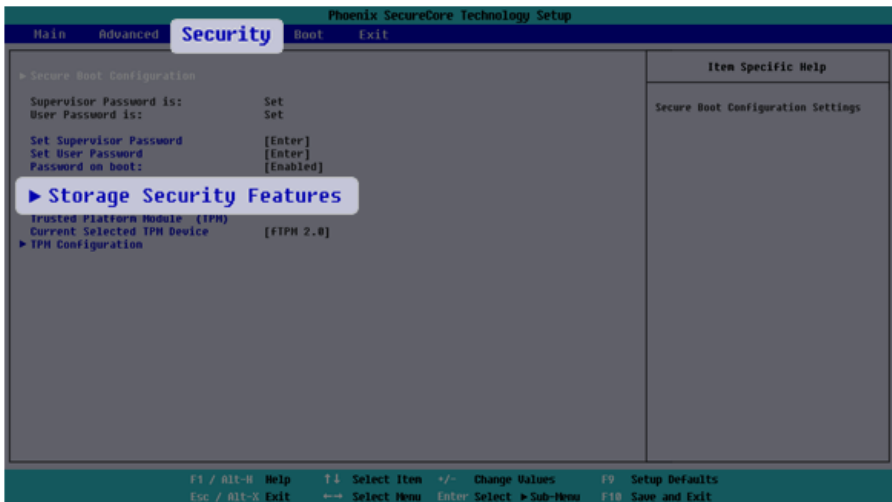 Phoenix SecureCore Technology Setup
Main Advanced Security Boot Exit
Item Specific Help
▶ Secure Boot Configuration
Secure Boot Configuration Settings
Supervisor Password is: Set
User Password is: Set
Set Supervisor Password [Enter]
Set User Password [Enter]
Password on boot: [Enabled]
▶ Storage Security Features
Trusted Platform Module (TPM)
Current Selected TPM Device [fTPM 2.0]
▶ TPM Configuration
F1 / Alt-H Help ↑↓ Select Item +/- Change Values F9 Setup Defaults
Esc / Alt-X Exit ←→ Select Menu Enter Select ▶ Sub-Menu F10 Save and Exit